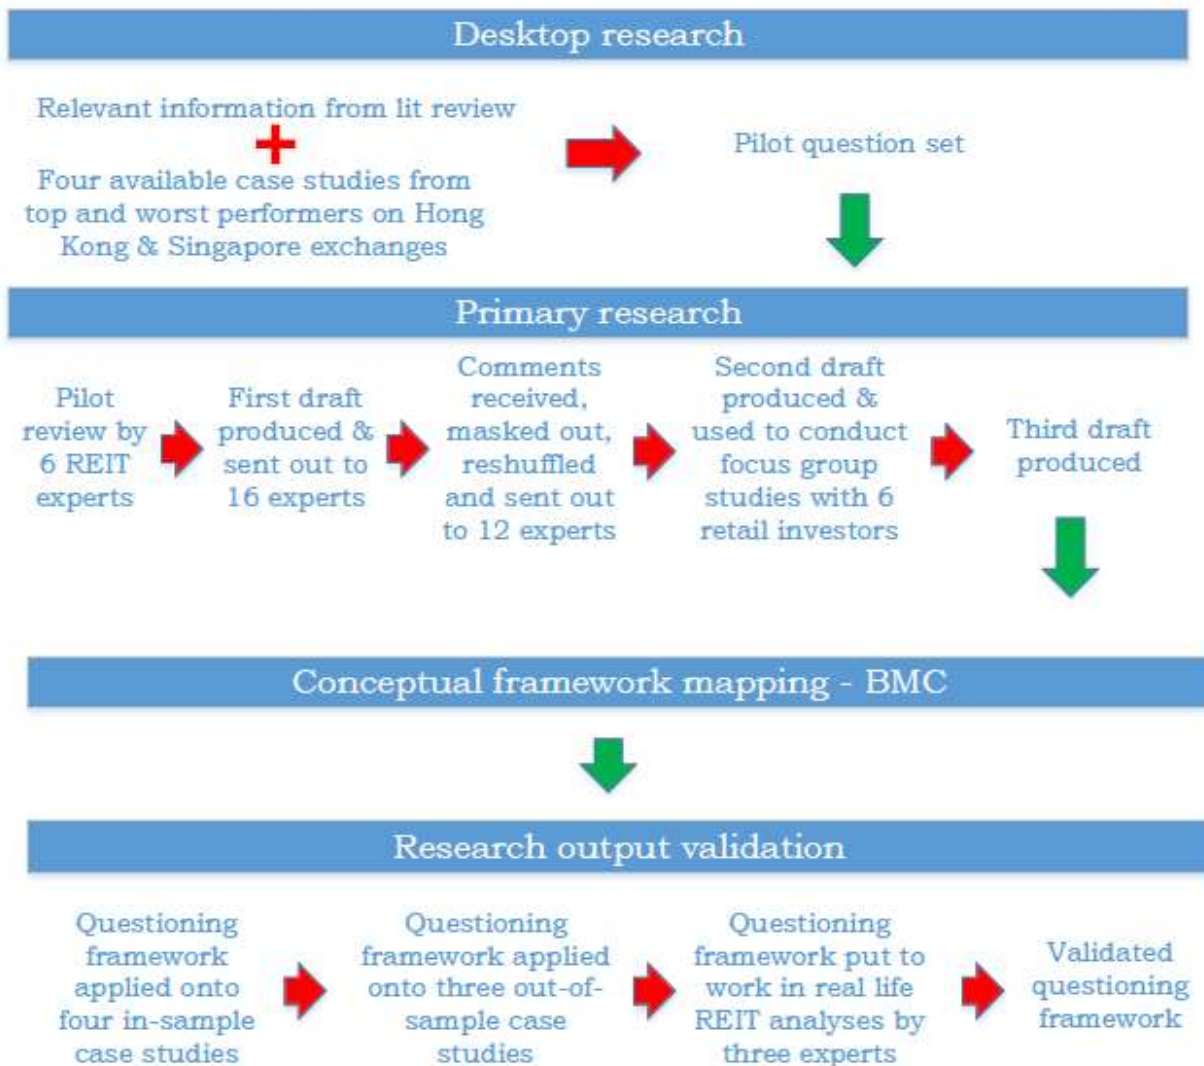 Desktop research
Relevant information from lit review
+
Four available case studies from
top and worst performers on Hong
Kong & Singapore exchanges
Pilot question set
Primary research
Pilot
review by
6 REIT
experts
First draft
produced &
sent out to
16 experts
Comments
received,
masked out,
reshuffled
and sent out
to 12 experts
Second draft
produced &
used to conduct
focus group
studies with 6
retail investors
Third draft
produced
Conceptual framework mapping - BMC
Research output validation
Questioning
framework
applied onto
four in-sample
case studies
Questioning
framework applied
onto three out-of-
sample case
studies
Questioning
framework put to
work in real life
REIT analyses by
three experts
Validated
questioning
framework